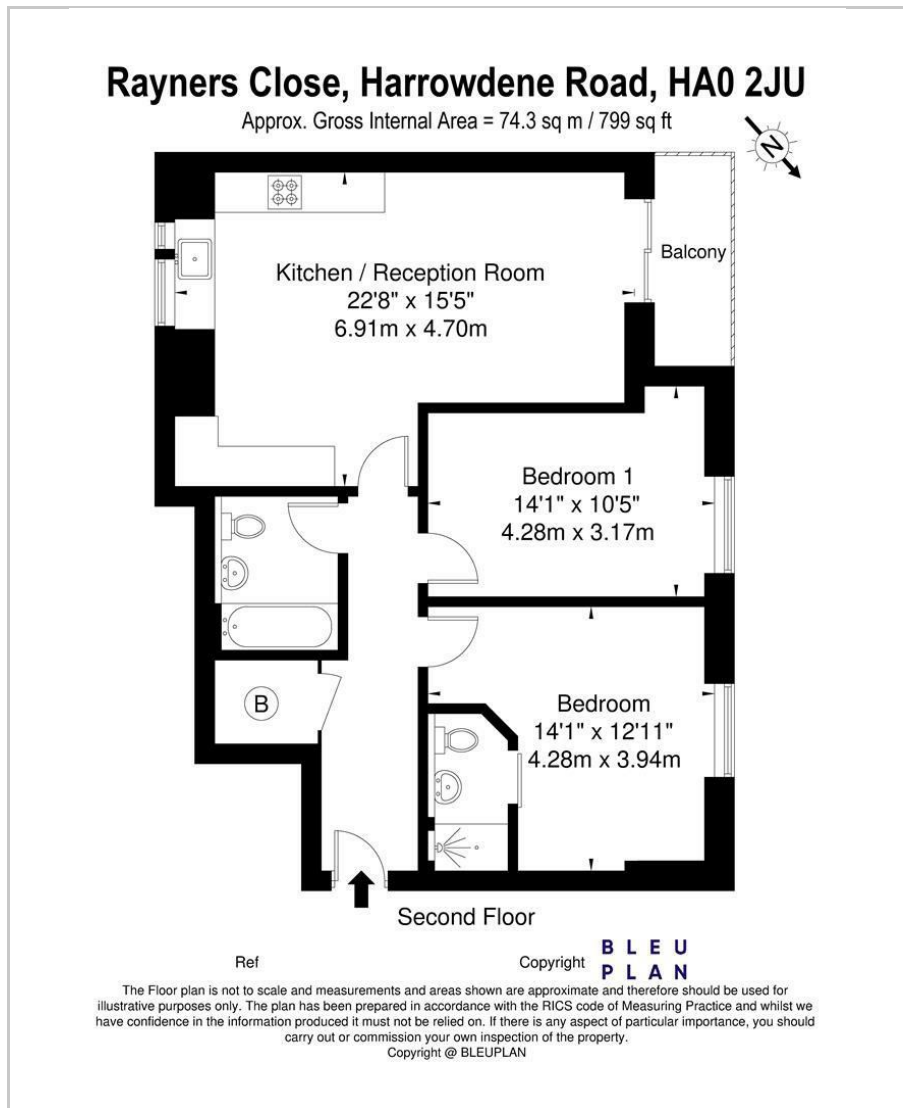 Rayners Close, Harrowdene Road, HA0 2JU
Approx. Gross Internal Area = 74.3 sq m / 799 sq ft
N
Balcony
Kitchen / Reception Room
22'8" x 15'5"
6.91m x 4.70m
Bedroom 1
14'1" x 10'5"
4.28m x 3.17m
B
Bedroom
14'1" x 12'11"
4.28m x 3.94m
Second Floor
Ref
Copyright
BLEU
PLAN
The Floor plan is not to scale and measurements and areas shown are approximate and therefore should be used for
illustrative purposes only. The plan has been prepared in accordance with the RICS code of Measuring Practice and whilst we
have confidence in the information produced it must not be relied on. If there is any aspect of particular importance, you should
carry out or commission your own inspection of the property.
Copyright @ BLEUPLAN